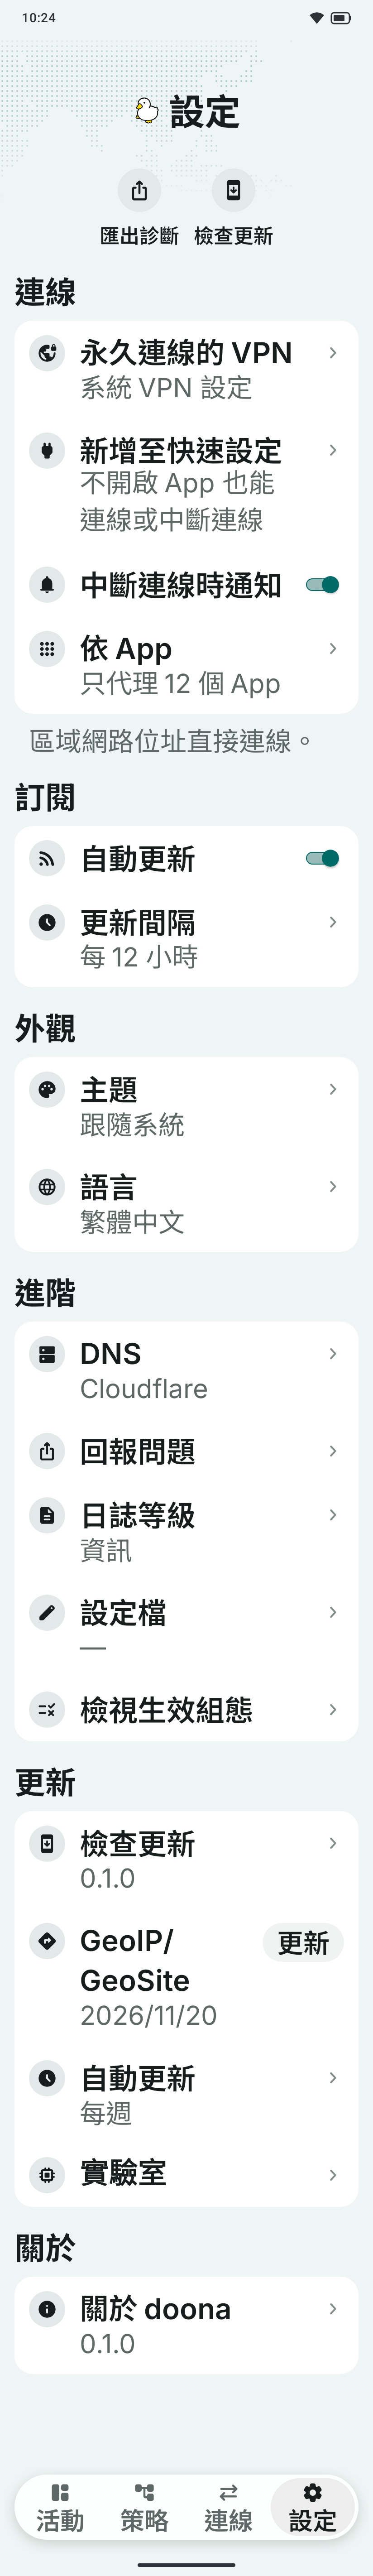 10:24
設定
匯出診斷 檢查更新
連線
永久連線的 VPN
系統 VPN 設定
新增至快速設定
不開啟 App 也能
連線或中斷連線
中斷連線時通知
依 App
只代理 12 個 App
區域網路位址直接連線。
訂閱
自動更新
更新間隔
每 12 小時
外觀
主題
跟隨系統
語言
繁體中文
進階
DNS
Cloudflare
回報問題
日誌等級
資訊
設定檔
—
檢視生效組態
更新
檢查更新
0.1.0
GeoIP/
GeoSite
更新
2026/11/20
自動更新
每週
實驗室
關於
關於 doona
0.1.0
活動 策略 連線 設定